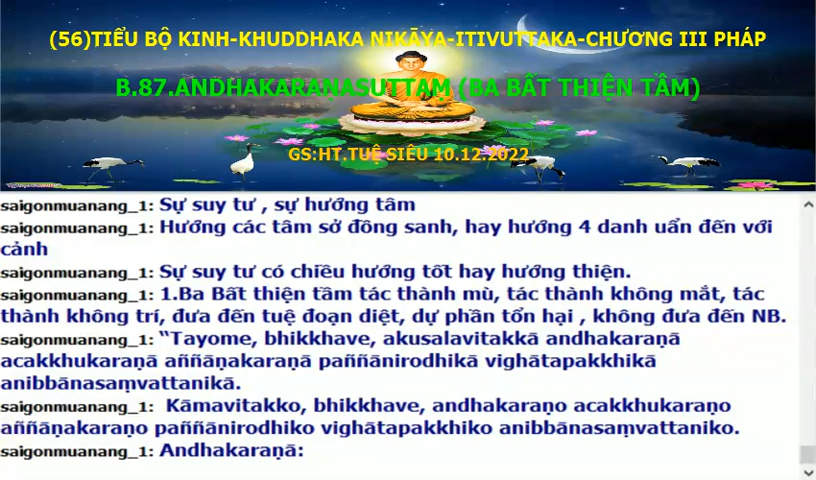 (56)TIỂU BỘ KINH-KHUDDHAKA NIKĀYA-ITIVUTTAKA-CHƯƠNG III PHÁP
B.87.ANDHAKARAṆASUTTAṂ (BA BẤT THIỆN TẦM)
GS:HT.TUỆ SIÊU 10.12.2022
saigonmuanang_1: Sự suy tư , sự hướng tâm
saigonmuanang_1: Hướng các tâm sở đồng sanh, hay hướng 4 danh uẩn đến với
cảnh
saigonmuanang_1: Sự suy tư có chiều hướng tốt hay hướng thiện.
saigonmuanang_1: 1.Ba Bất thiện tầm tác thành mù, tác thành không mắt, tác
thành không trí, đưa đến tuệ đoạn diệt, dự phần tổn hại , không đưa đến NB.
saigonmuanang_1: “Tayome, bhikkhave, akusalavitakkā andhakaraṇā
acakkhukaraṇā aññāṇakaraṇā paññānirodhikā vighātapakkhikā
anibbānasaṃvattanikā.
saigonmuanang_1: Kāmavitakko, bhikkhave, andhakaraṇo acakkhukaraṇo
aññāṇakaraṇo paññānirodhiko vighātapakkhiko anibbānasaṃvattaniko.
saigonmuanang_1: Andhakaraṇā: